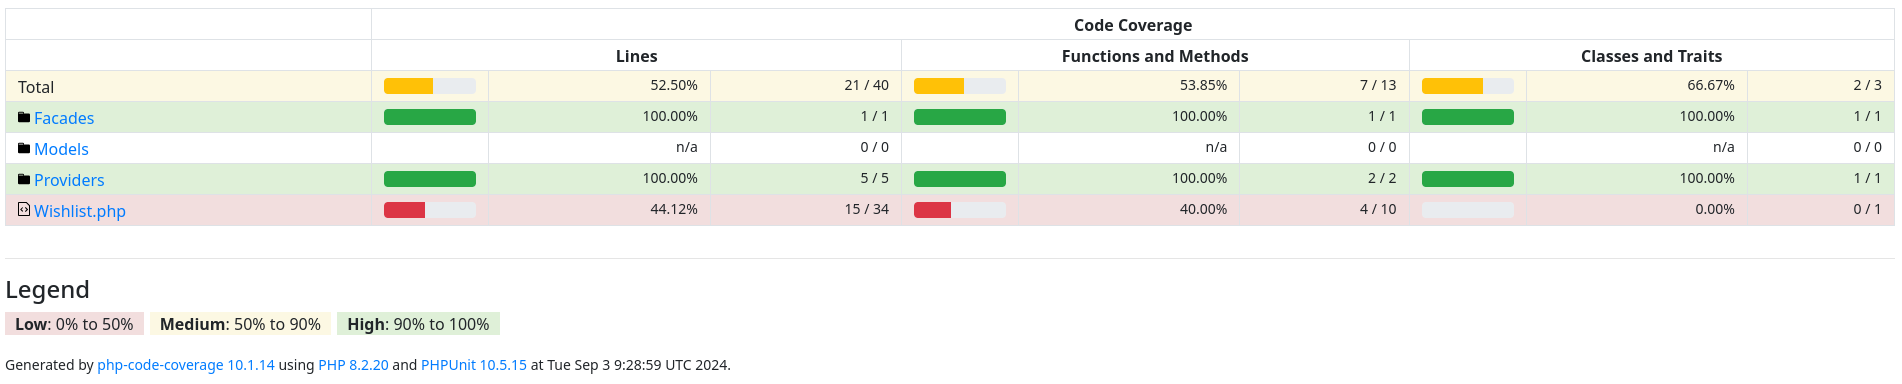 Code Coverage
Lines Functions and Methods Classes and Traits
Total 52.50% 21 / 40 53.85% 7 / 13 66.67% 2 / 3
Facades 100.00% 1 / 1 100.00% 1 / 1 100.00% 1 / 1
Models n/a 0 / 0 n/a 0 / 0 n/a 0 / 0
Providers 100.00% 5 / 5 100.00% 2 / 2 100.00% 1 / 1
Wishlist.php 44.12% 15 / 34 40.00% 4 / 10 0.00% 0 / 1
Legend
Low: 0% to 50% Medium: 50% to 90% High: 90% to 100%
Generated by php-code-coverage 10.1.14 using PHP 8.2.20 and PHPUnit 10.5.15 at Tue Sep 3 9:28:59 UTC 2024.